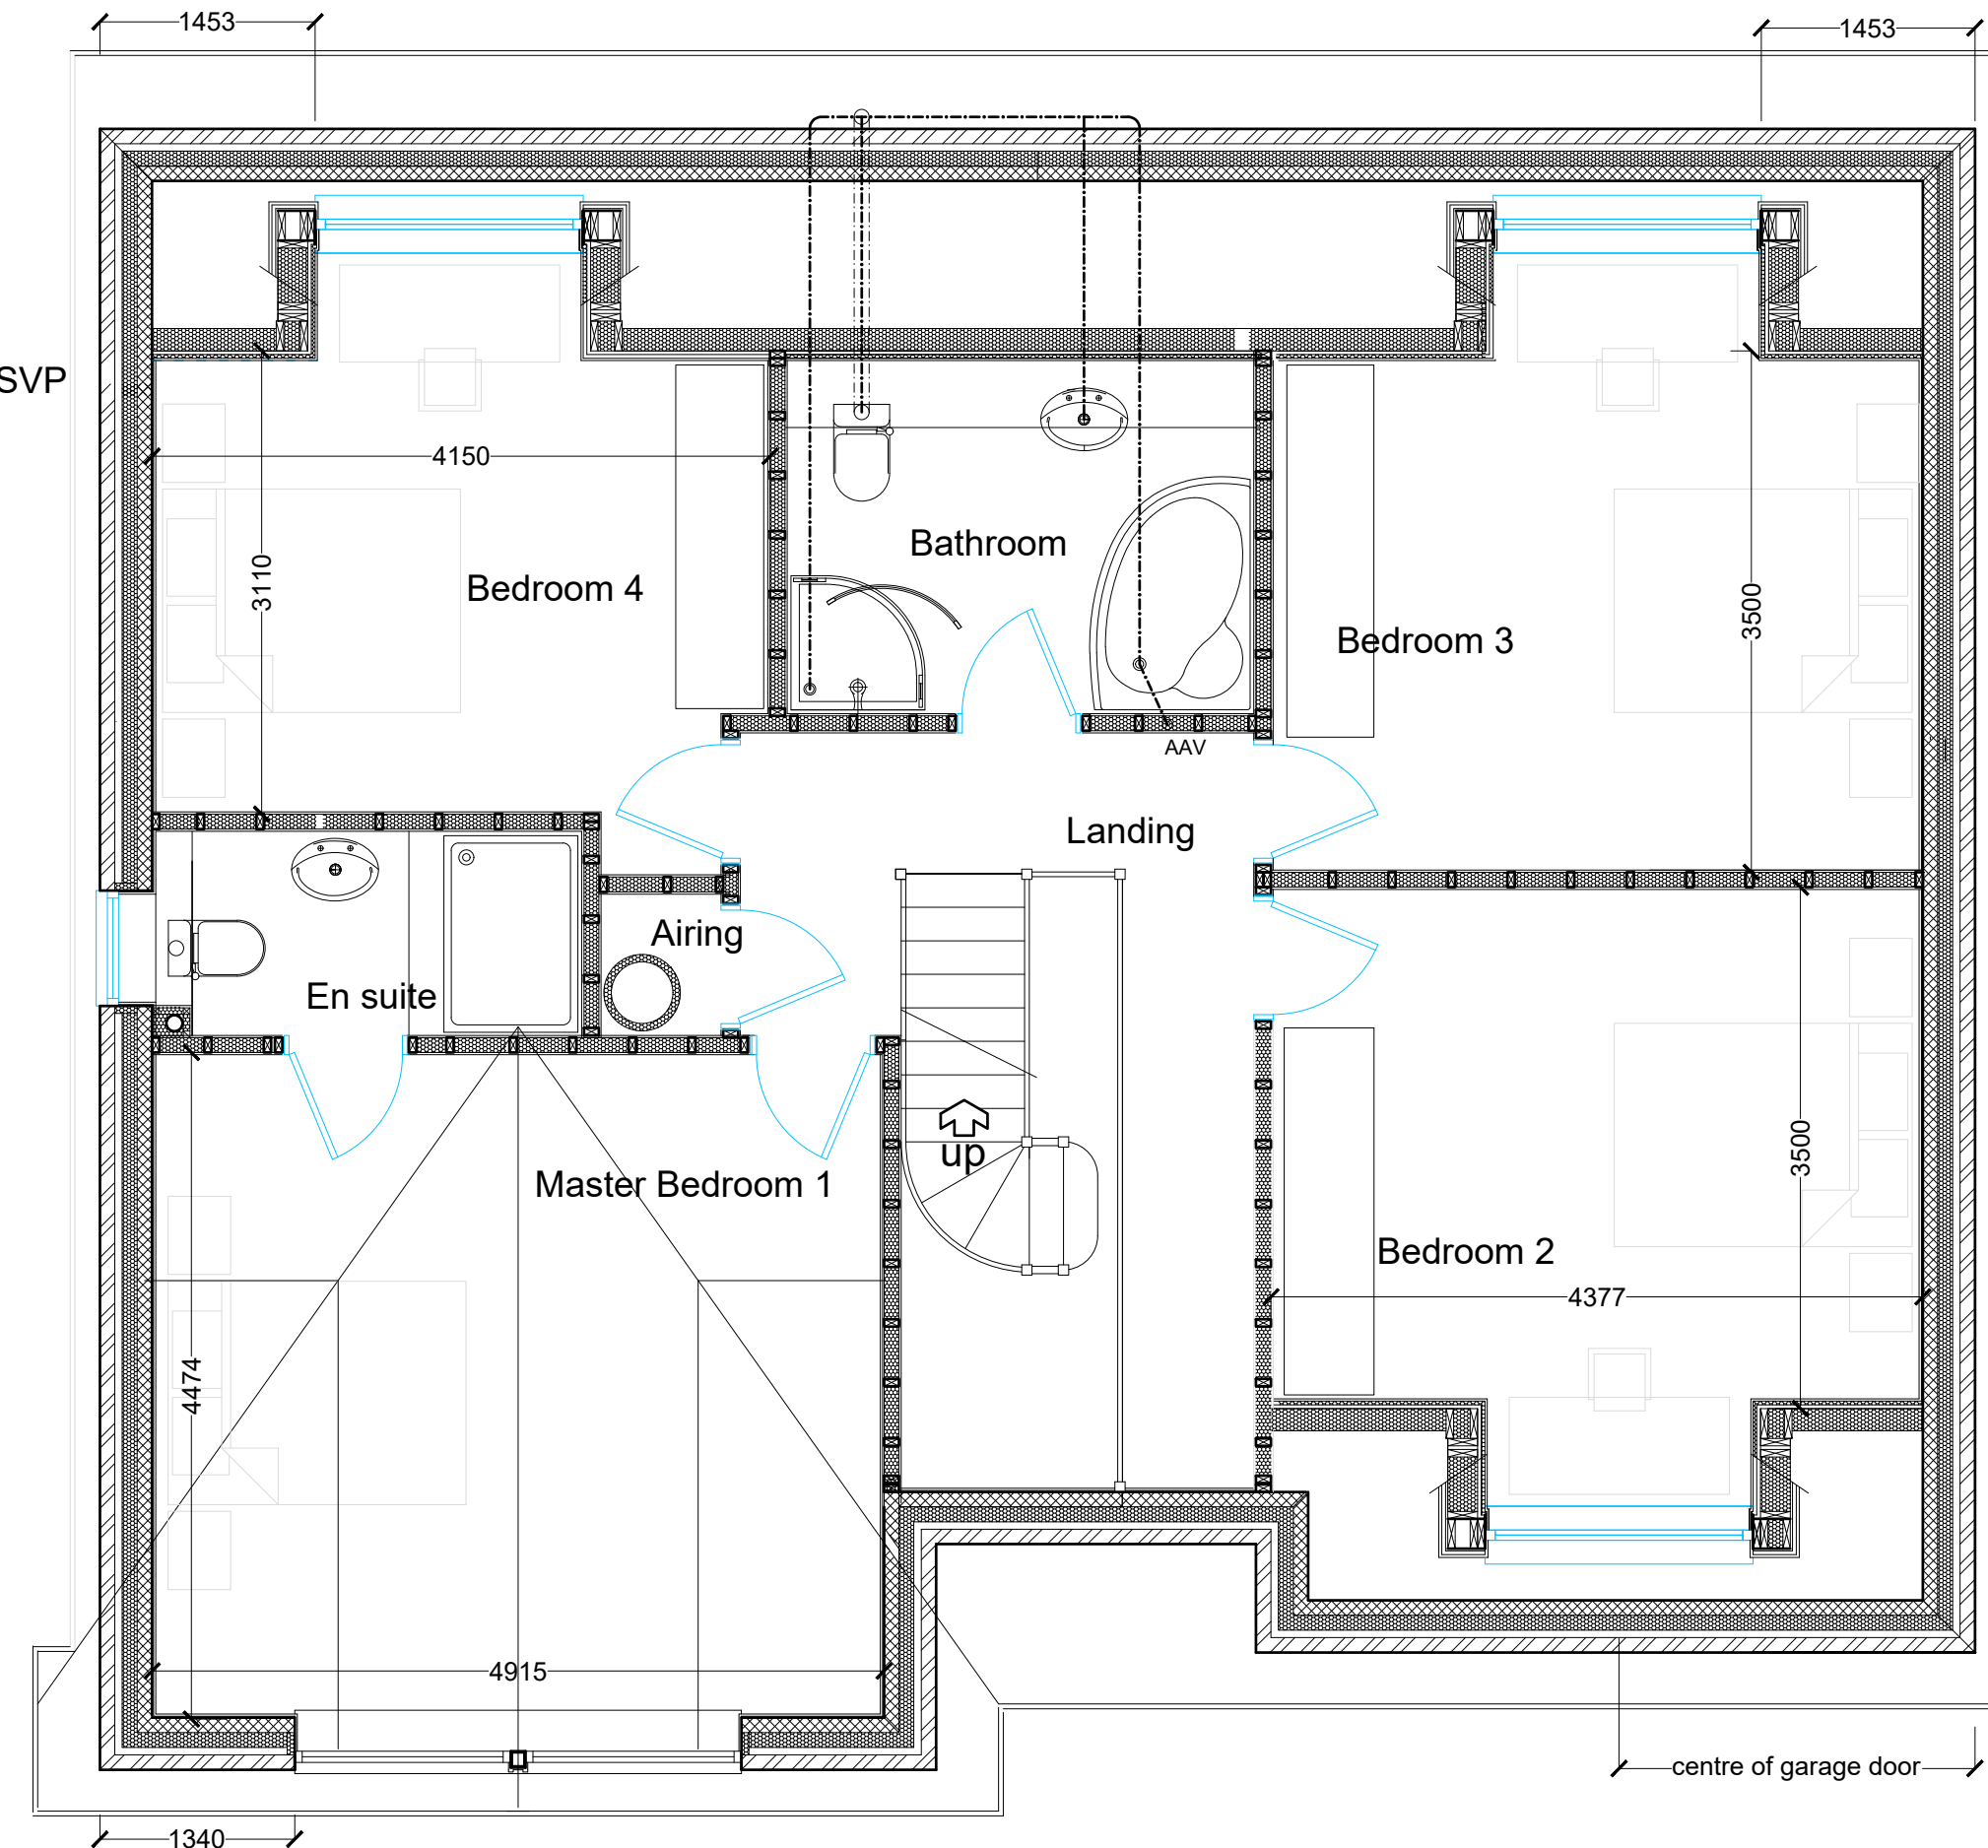 1453
1453
SVP
4150
Bathroom
3110
Bedroom 4
3500
Bedroom 3
AAV
Landing
Airing
En suite
up
3500
Master Bedroom 1
Bedroom 2
4377
4474
4915
centre of garage door
1340